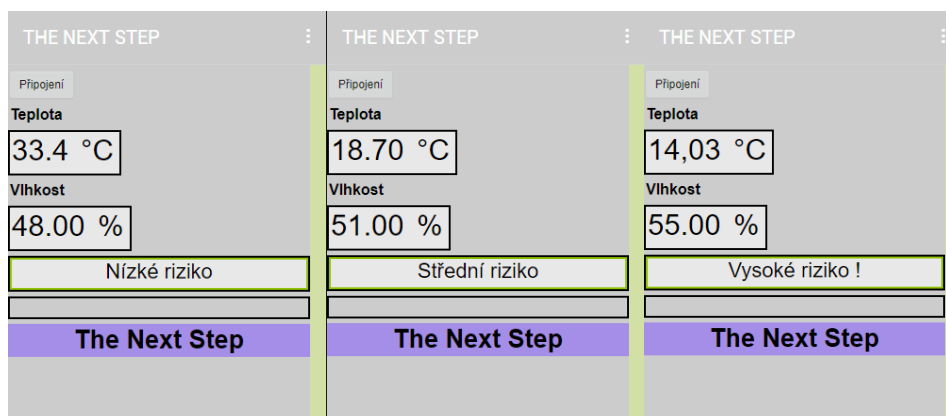 THE NEXT STEP
Připojení
Teplota
33.4 °C
Vlhkost
48.00 %
Nízké riziko
The Next Step
THE NEXT STEP
Připojení
Teplota
18.70 °C
Vlhkost
51.00 %
Střední riziko
The Next Step
THE NEXT STEP
Připojení
Teplota
14,03 °C
Vlhkost
55.00 %
Vysoké riziko !
The Next Step